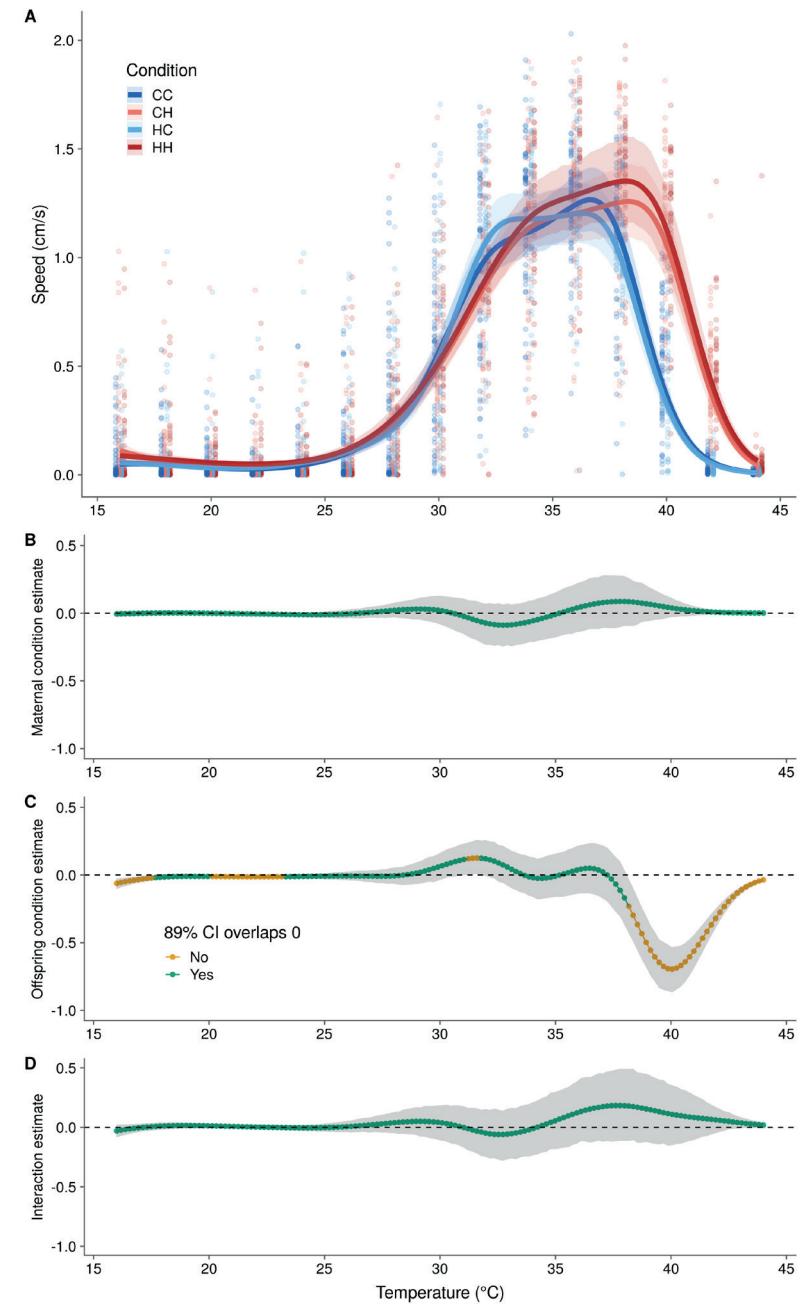 A
Speed (cm/s)
2.0
1.5
1.0
0.5
0.0
Condition
CC
CH
HC
HH
15 20 25 30 35 40 45
B
Maternal condition estimate
0.5
0.0
-0.5
-1.0
15 20 25 30 35 40 45
C
Offspring condition estimate
0.5
0.0
-0.5
-1.0
89% CI overlaps 0
No
Yes
15 20 25 30 35 40 45
D
Interaction estimate
0.5
0.0
-0.5
-1.0
15 20 25 30 35 40 45
Temperature (°C)